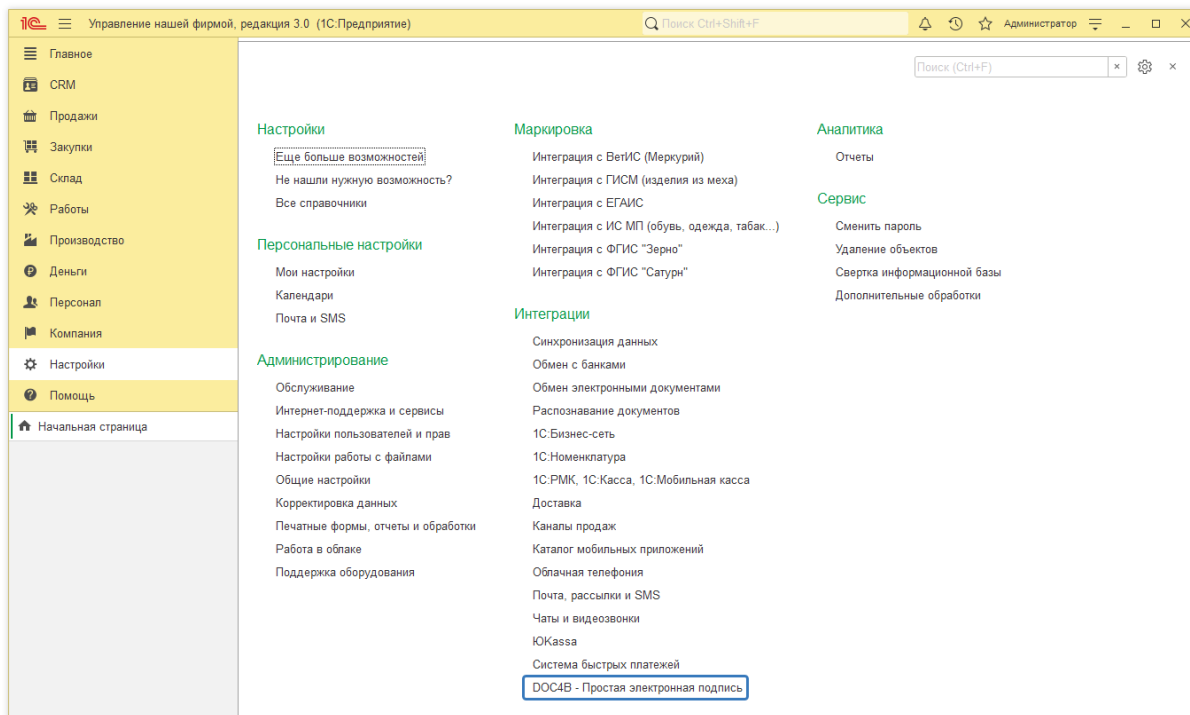 1С Управление нашей фирмой, редакция 3.0 (1С:Предприятие) Поиск Ctrl+Shift+F Администратор
Главное
CRM
Продажи
Закупки
Склад
Работы
Производство
Деньги
Персонал
Компания
Настройки
Помощь
Начальная страница
Поиск (Ctrl+F)
Настройки
Еще больше возможностей
Не нашли нужную возможность?
Все справочники
Персональные настройки
Мои настройки
Календари
Почта и SMS
Администрирование
Обслуживание
Интернет-поддержка и сервисы
Настройки пользователей и прав
Настройки работы с файлами
Общие настройки
Корректировка данных
Печатные формы, отчеты и обработки
Работа в облаке
Поддержка оборудования
Маркировка
Интеграция с ВетИС (Меркурий)
Интеграция с ГИСМ (изделия из меха)
Интеграция с ЕГАИС
Интеграция с ИС МП (обувь, одежда, табак...)
Интеграция с ФГИС "Зерно"
Интеграция с ФГИС "Сатурн"
Интеграции
Синхронизация данных
Обмен с банками
Обмен электронными документами
Распознавание документов
1С:Бизнес-сеть
1С:Номенклатура
1С:РМК, 1С:Касса, 1С:Мобильная касса
Доставка
Каналы продаж
Каталог мобильных приложений
Облачная телефония
Почта, рассылки и SMS
Чаты и видеозвонки
ЮKassa
Система быстрых платежей
DOC4B - Простая электронная подпись
Аналитика
Отчеты
Сервис
Сменить пароль
Удаление объектов
Свертка информационной базы
Дополнительные обработки